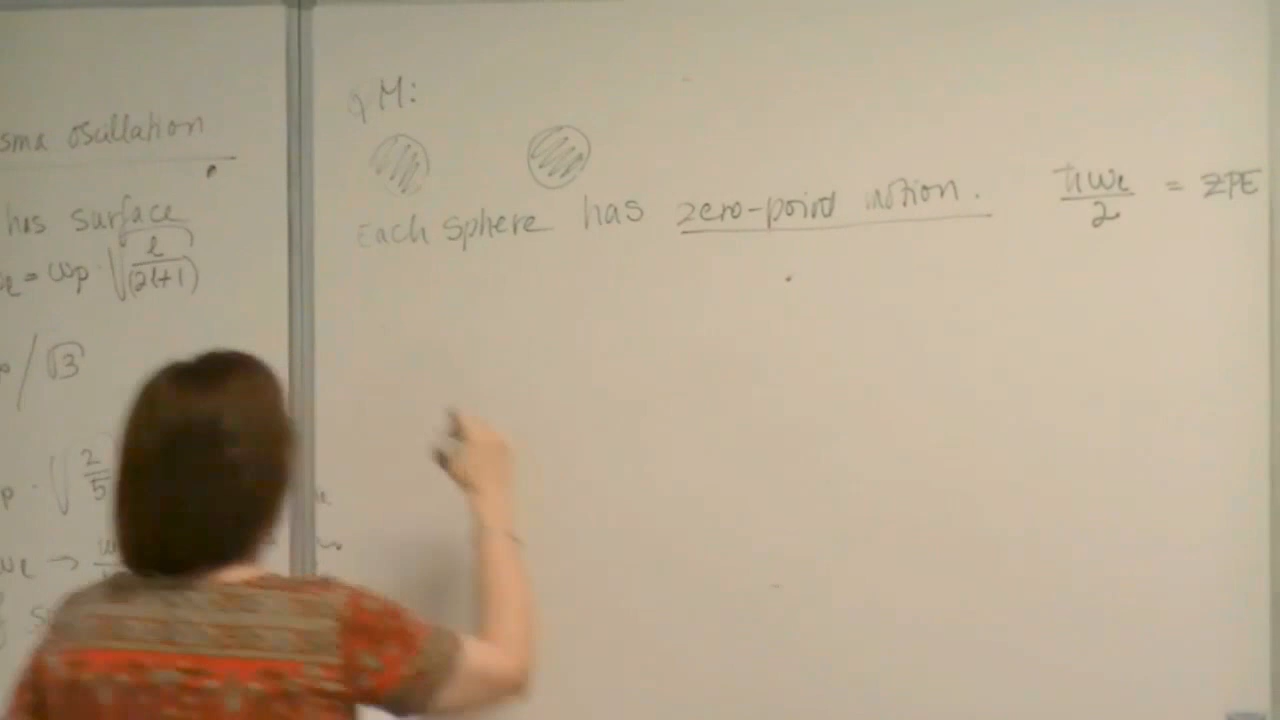 sma oscillation
has surface
= ωp · √(l/(2l+1))
/ √3
p · √(2/5)
ωl →
QM:
Each sphere has zero-point motion. ħωl/2 = ZPE